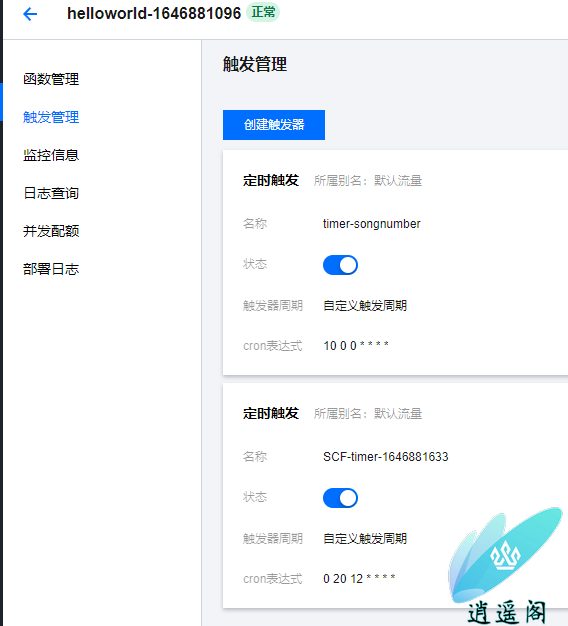 helloworld-1646881096 正常
函数管理
触发管理
监控信息
日志查询
并发配额
部署日志
触发管理
创建触发器
定时触发 所属别名：默认流量
名称 timer-songnumber
状态
触发器周期 自定义触发周期
cron表达式 10 0 0 * * * *
定时触发 所属别名：默认流量
名称 SCF-timer-1646881633
状态
触发器周期 自定义触发周期
cron表达式 0 20 12 * * * *
逍遥阁